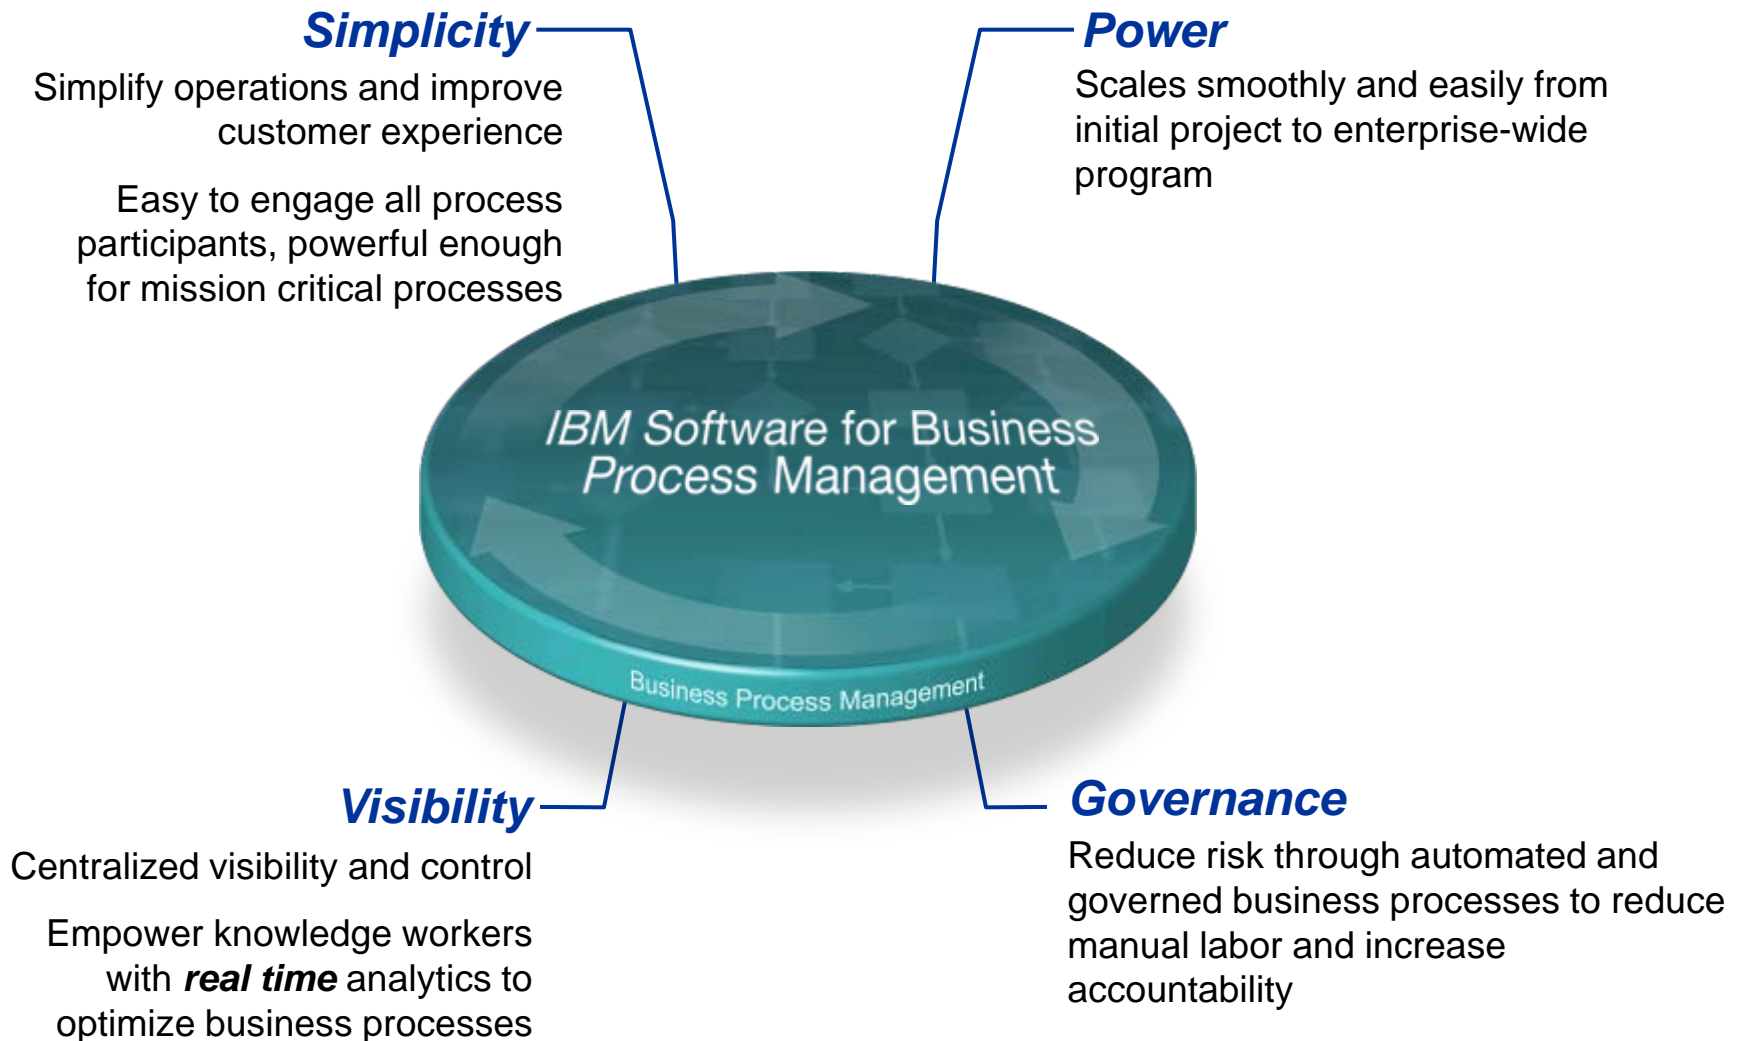 Simplicity
Simplify operations and improve
customer experience
Easy to engage all process
participants, powerful enough
for mission critical processes
Power
Scales smoothly and easily from
initial project to enterprise-wide
program
IBM Software for Business
Process Management
Business Process Management
Visibility
Centralized visibility and control
Empower knowledge workers
with real time analytics to
optimize business processes
Governance
Reduce risk through automated and
governed business processes to reduce
manual labor and increase
accountability